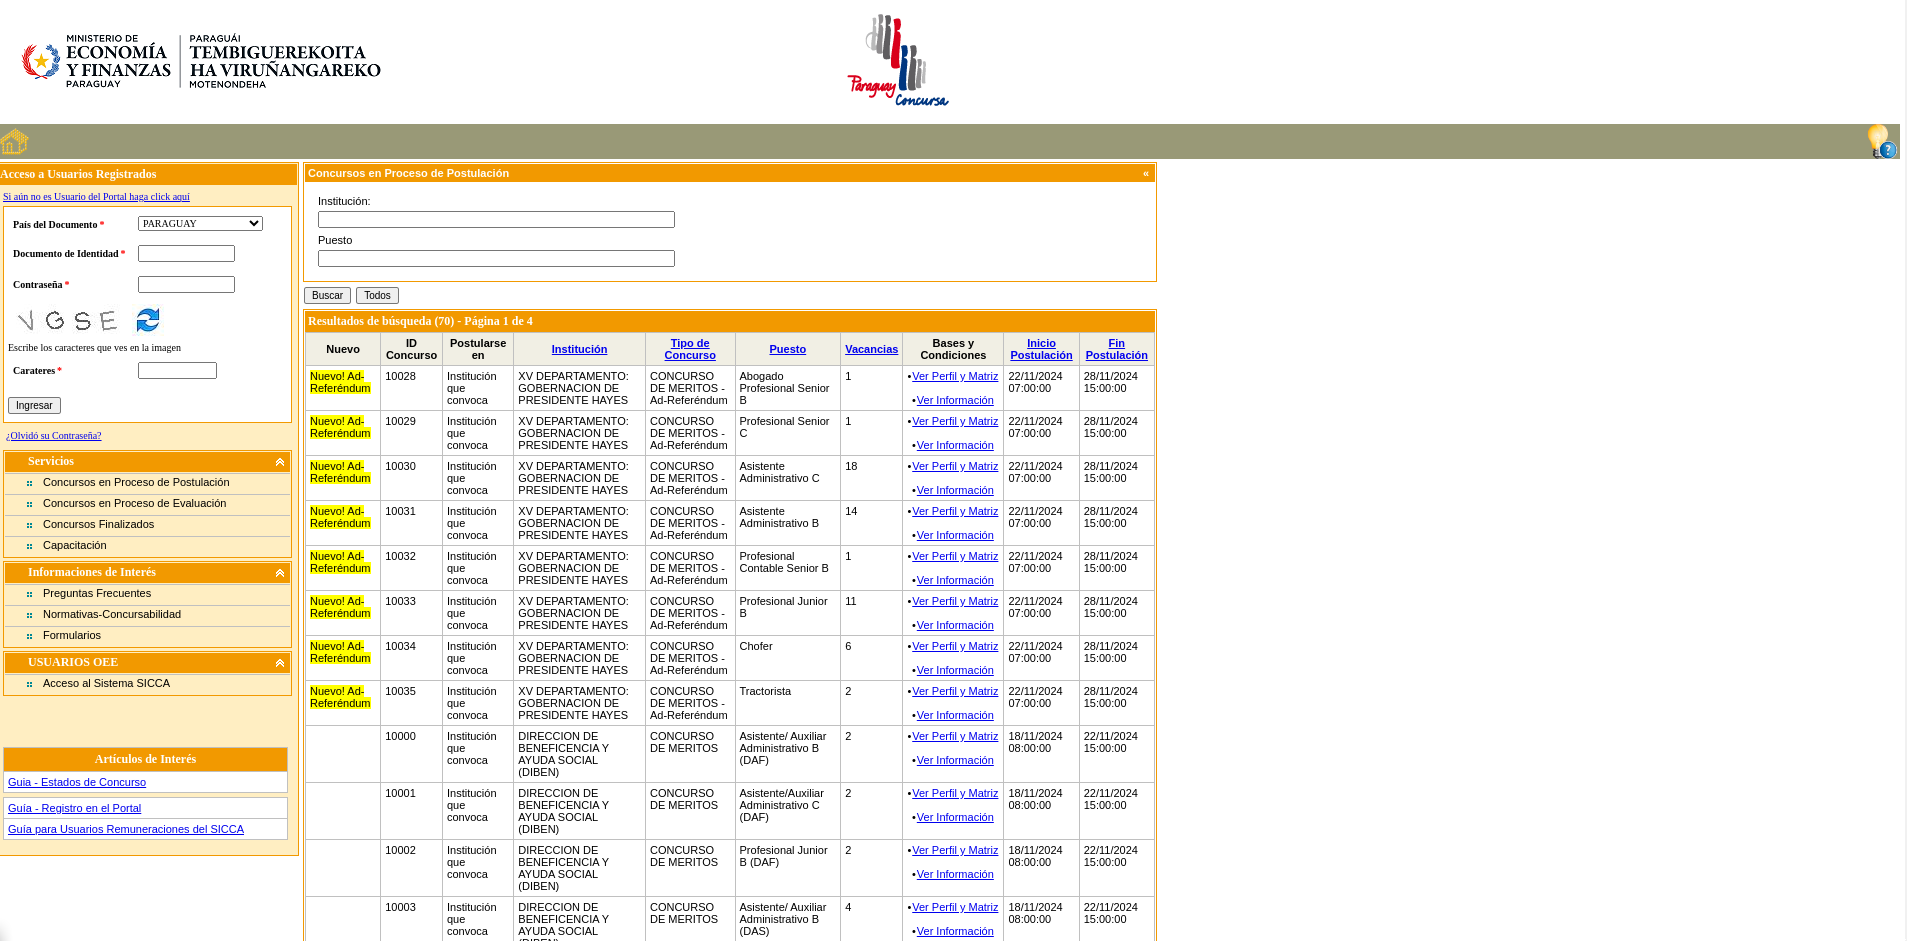 MINISTERIO DE
ECONOMÍA
Y FINANZAS
PARAGUAY
PARAGUÁI
TEMBIGUEREKOITA
HA VIRUÑANGAREKO
MOTENONDEHA
Paraguay
Concursa
Acceso a Usuarios Registrados
Si aún no es Usuario del Portal haga click aquí
País del Documento * PARAGUAY
Documento de Identidad *
Contraseña *
Escribe los caracteres que ves en la imagen
Carateres *
Ingresar
¿Olvidó su Contraseña?
Servicios
Concursos en Proceso de Postulación
Concursos en Proceso de Evaluación
Concursos Finalizados
Capacitación
Informaciones de Interés
Preguntas Frecuentes
Normativas-Concursabilidad
Formularios
USUARIOS OEE
Acceso al Sistema SICCA
Artículos de Interés
Guia - Estados de Concurso
Guía - Registro en el Portal
Guía para Usuarios Remuneraciones del SICCA
Concursos en Proceso de Postulación «
Institución:
Puesto
Buscar Todos
Resultados de búsqueda (70) - Página 1 de 4
Nuevo ID Concurso Postularse en Institución Tipo de Concurso Puesto Vacancias Bases y Condiciones Inicio Postulación Fin Postulación
Nuevo! Ad- 10028 Institución XV DEPARTAMENTO: CONCURSO Abogado 1 •Ver Perfil y Matriz 22/11/2024 28/11/2024
Referéndum que GOBERNACION DE DE MERITOS - Profesional Senior 07:00:00 15:00:00
convoca PRESIDENTE HAYES Ad-Referéndum B •Ver Información
Nuevo! Ad- 10029 Institución XV DEPARTAMENTO: CONCURSO Profesional Senior 1 •Ver Perfil y Matriz 22/11/2024 28/11/2024
Referéndum que GOBERNACION DE DE MERITOS - C 07:00:00 15:00:00
convoca PRESIDENTE HAYES Ad-Referéndum •Ver Información
Nuevo! Ad- 10030 Institución XV DEPARTAMENTO: CONCURSO Asistente 18 •Ver Perfil y Matriz 22/11/2024 28/11/2024
Referéndum que GOBERNACION DE DE MERITOS - Administrativo C 07:00:00 15:00:00
convoca PRESIDENTE HAYES Ad-Referéndum •Ver Información
Nuevo! Ad- 10031 Institución XV DEPARTAMENTO: CONCURSO Asistente 14 •Ver Perfil y Matriz 22/11/2024 28/11/2024
Referéndum que GOBERNACION DE DE MERITOS - Administrativo B 07:00:00 15:00:00
convoca PRESIDENTE HAYES Ad-Referéndum •Ver Información
Nuevo! Ad- 10032 Institución XV DEPARTAMENTO: CONCURSO Profesional 1 •Ver Perfil y Matriz 22/11/2024 28/11/2024
Referéndum que GOBERNACION DE DE MERITOS - Contable Senior B 07:00:00 15:00:00
convoca PRESIDENTE HAYES Ad-Referéndum •Ver Información
Nuevo! Ad- 10033 Institución XV DEPARTAMENTO: CONCURSO Profesional Junior 11 •Ver Perfil y Matriz 22/11/2024 28/11/2024
Referéndum que GOBERNACION DE DE MERITOS - B 07:00:00 15:00:00
convoca PRESIDENTE HAYES Ad-Referéndum •Ver Información
Nuevo! Ad- 10034 Institución XV DEPARTAMENTO: CONCURSO Chofer 6 •Ver Perfil y Matriz 22/11/2024 28/11/2024
Referéndum que GOBERNACION DE DE MERITOS - 07:00:00 15:00:00
convoca PRESIDENTE HAYES Ad-Referéndum •Ver Información
Nuevo! Ad- 10035 Institución XV DEPARTAMENTO: CONCURSO Tractorista 2 •Ver Perfil y Matriz 22/11/2024 28/11/2024
Referéndum que GOBERNACION DE DE MERITOS - 07:00:00 15:00:00
convoca PRESIDENTE HAYES Ad-Referéndum •Ver Información
10000 Institución DIRECCION DE CONCURSO Asistente/ Auxiliar 2 •Ver Perfil y Matriz 18/11/2024 22/11/2024
que BENEFICENCIA Y DE MERITOS Administrativo B 08:00:00 15:00:00
convoca AYUDA SOCIAL (DAF) •Ver Información
(DIBEN)
10001 Institución DIRECCION DE CONCURSO Asistente/Auxiliar 2 •Ver Perfil y Matriz 18/11/2024 22/11/2024
que BENEFICENCIA Y DE MERITOS Administrativo C 08:00:00 15:00:00
convoca AYUDA SOCIAL (DAF) •Ver Información
(DIBEN)
10002 Institución DIRECCION DE CONCURSO Profesional Junior 2 •Ver Perfil y Matriz 18/11/2024 22/11/2024
que BENEFICENCIA Y DE MERITOS B (DAF) 08:00:00 15:00:00
convoca AYUDA SOCIAL •Ver Información
(DIBEN)
10003 Institución DIRECCION DE CONCURSO Asistente/ Auxiliar 4 •Ver Perfil y Matriz 18/11/2024 22/11/2024
que BENEFICENCIA Y DE MERITOS Administrativo B 08:00:00 15:00:00
convoca AYUDA SOCIAL (DAS) •Ver Información